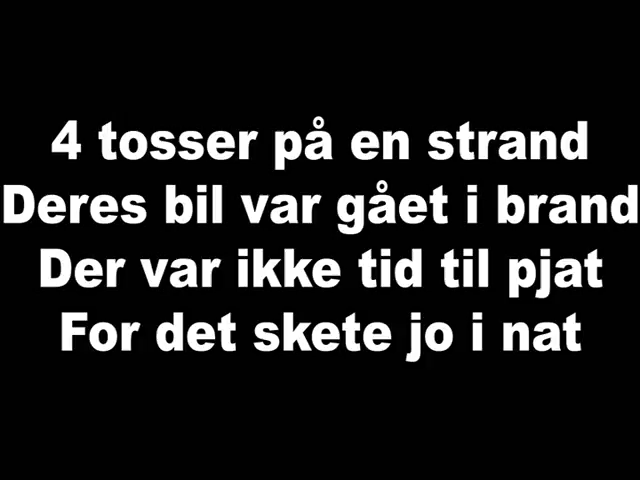 4 tosser på en strand
Deres bil var gået i brand
Der var ikke tid til pjat
For det skete jo i nat